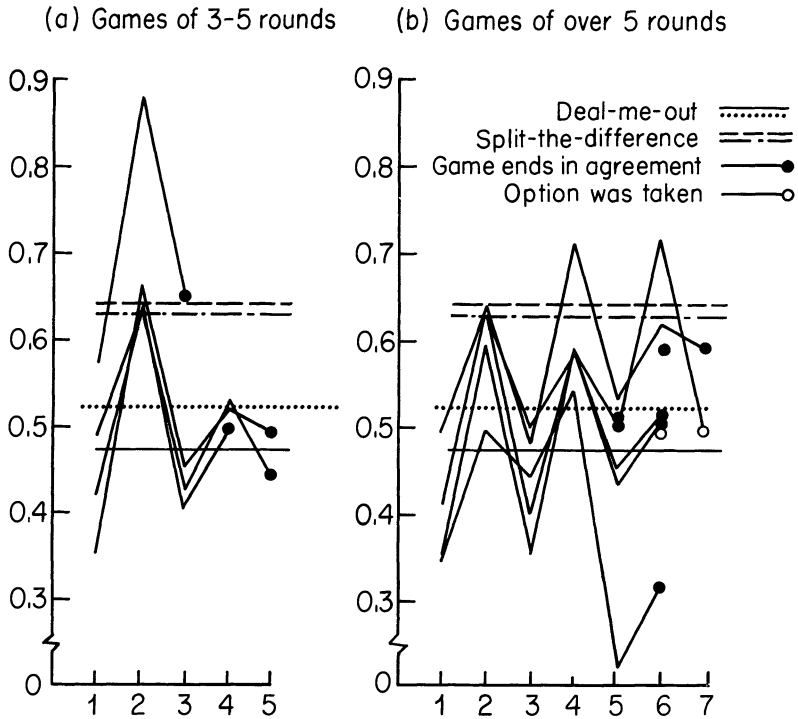 (a) Games of 3-5 rounds
(b) Games of over 5 rounds
0.9
0.8
0.7
0.6
0.5
0.4
0.3
0
1 2 3 4 5
0.9
0.8
0.7
0.6
0.5
0.4
0.3
0
1 2 3 4 5 6 7
Deal-me-out
Split-the-difference
Game ends in agreement
Option was taken